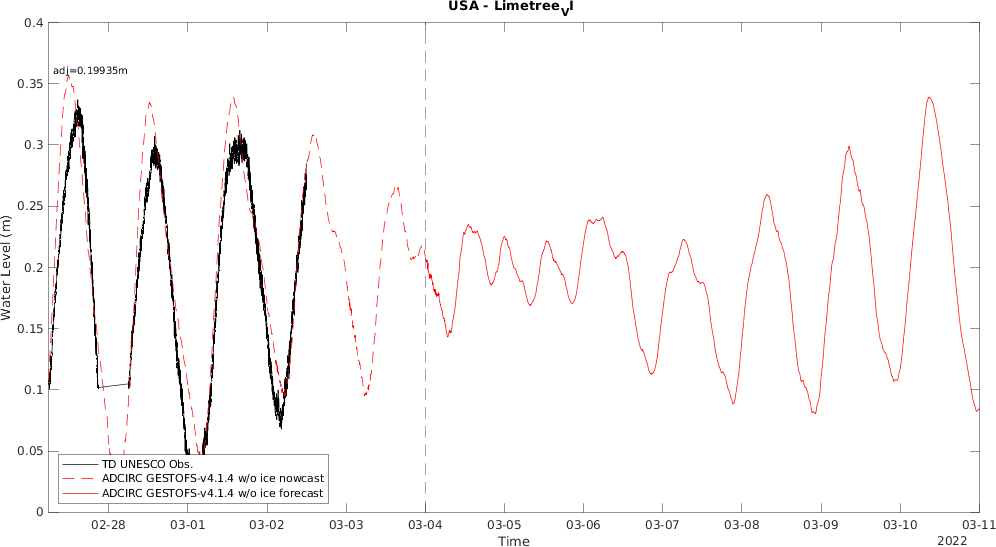 USA - Limetree_VI
adj=0.19935m
0.4
0.35
0.3
0.25
0.2
0.15
0.1
0.05
0
Water Level (m)
TD UNESCO Obs.
ADCIRC GESTOFS-v4.1.4 w/o ice nowcast
ADCIRC GESTOFS-v4.1.4 w/o ice forecast
02-28 03-01 03-02 03-03 03-04 03-05 03-06 03-07 03-08 03-09 03-10 03-11
Time
2022